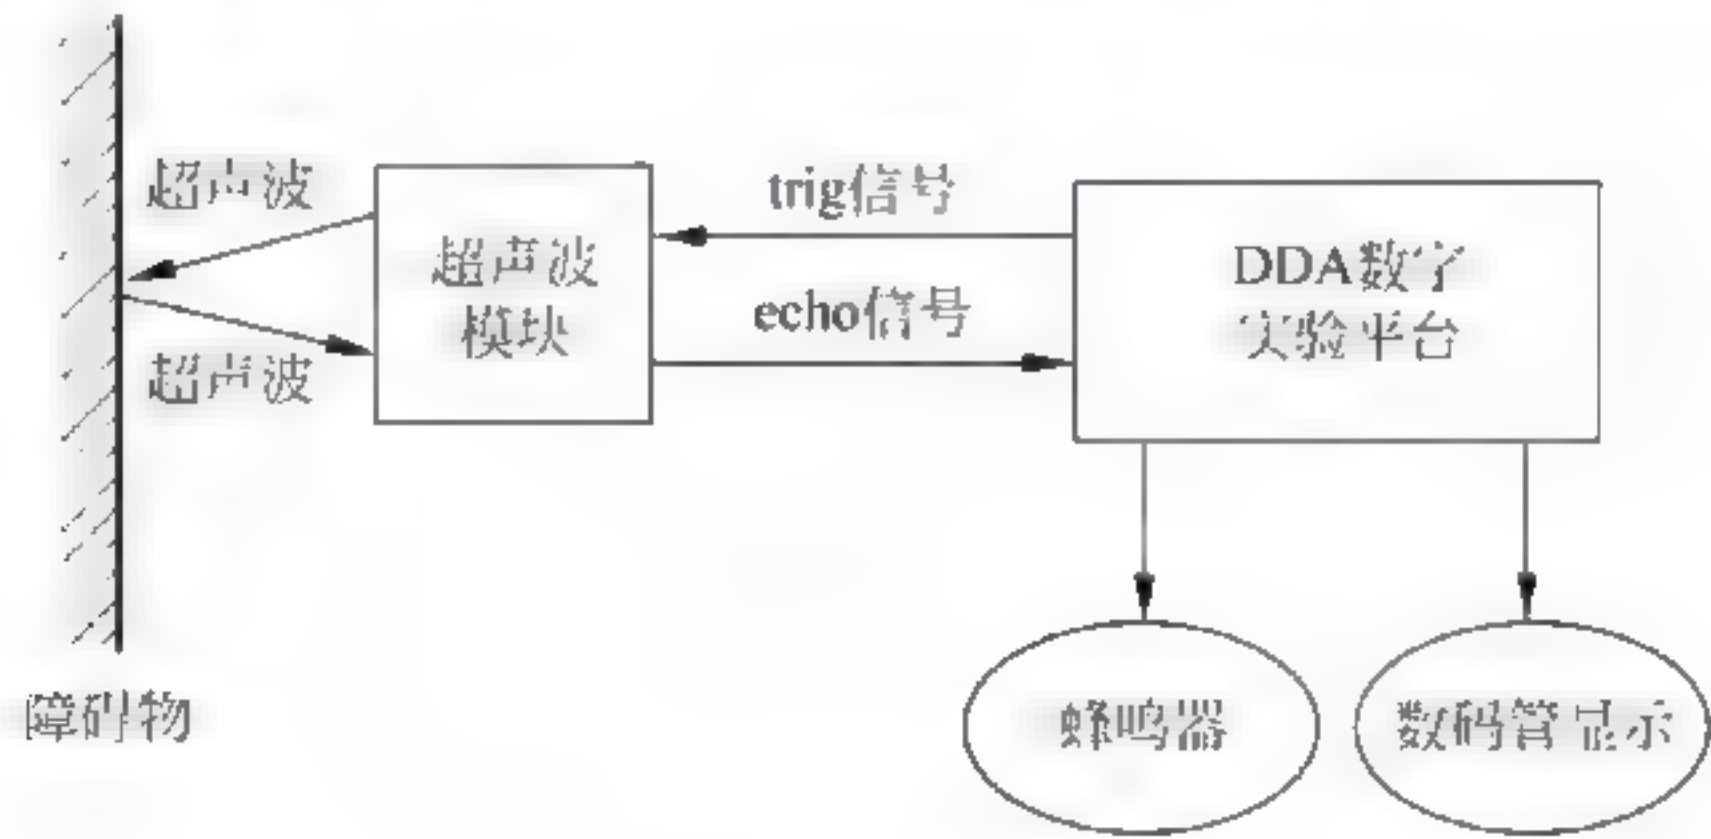 超声波
超声波
模块
超声波
trig信号
echo信号
DDA数字
实验平台
障碍物
蜂鸣器
数码管显示